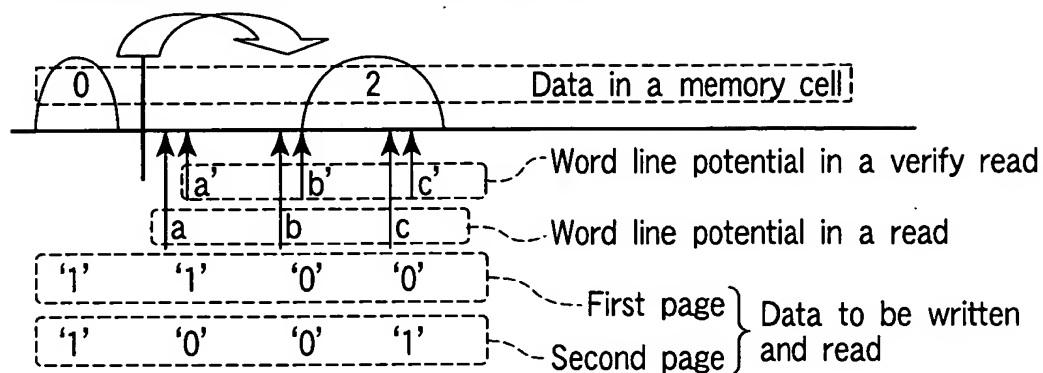 0 2 Data in a memory cell
a' b' c' Word line potential in a verify read
a b c Word line potential in a read
'1' '1' '0' '0'
First page
'1' '0' '0' '1'
Second page
Data to be written
and read